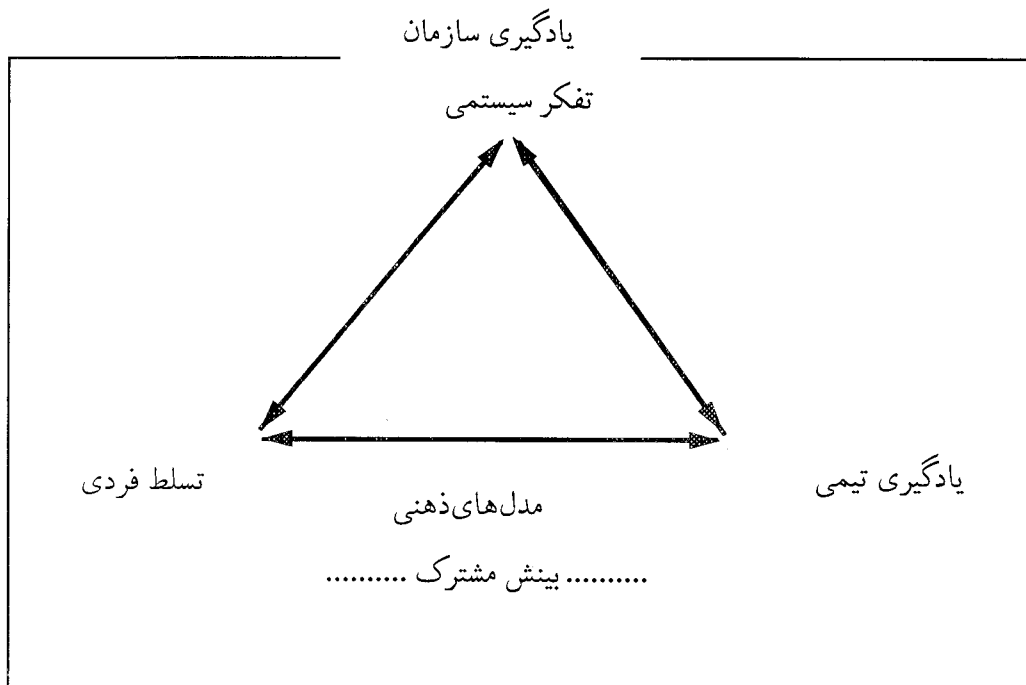 یادگیری سازمان
تفکر سیستمی
یادگیری تیمی
تسلط فردی
مدل‌های‌ذهنی
.......... بینش مشترک ..........